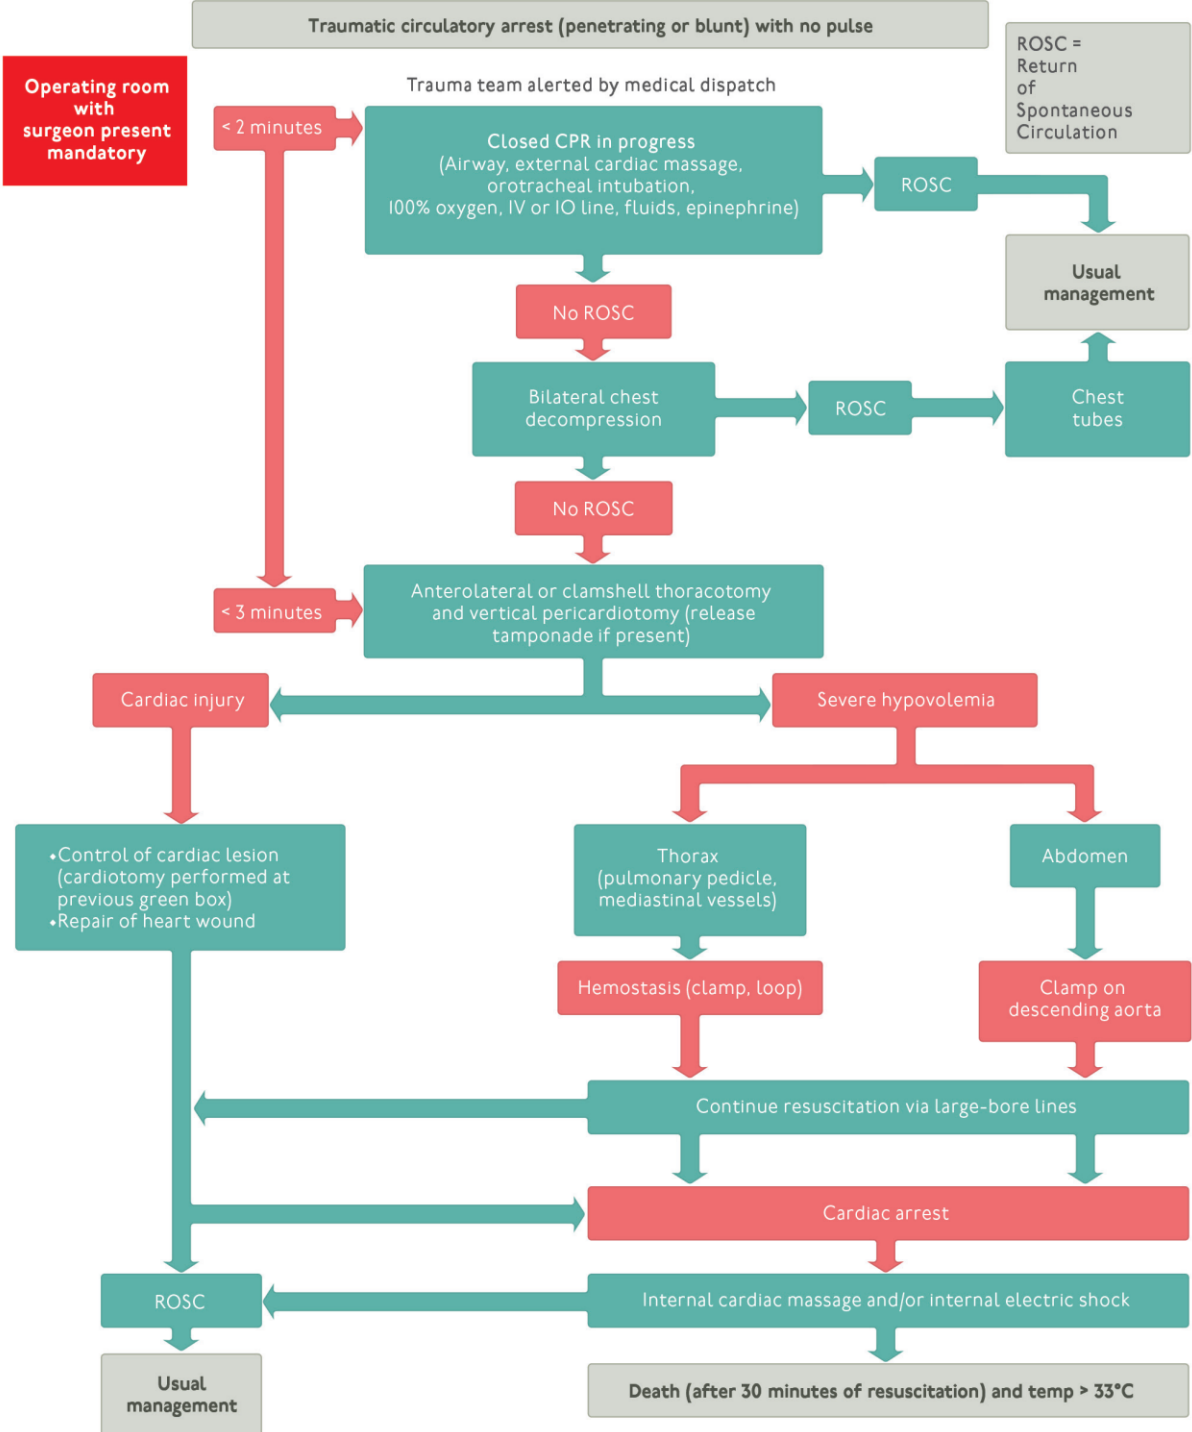 Traumatic circulatory arrest (penetrating or blunt) with no pulse
ROSC =
Return
of
Spontaneous
Circulation
Operating room
with
surgeon present
mandatory
Trauma team alerted by medical dispatch
< 2 minutes
Closed CPR in progress
(Airway, external cardiac massage,
orotracheal intubation,
100% oxygen, IV or IO line, fluids, epinephrine)
ROSC
Usual
management
No ROSC
Bilateral chest
decompression
ROSC
Chest
tubes
No ROSC
< 3 minutes
Anterolateral or clamshell thoracotomy
and vertical pericardiotomy (release
tamponade if present)
Cardiac injury
Severe hypovolemia
•Control of cardiac lesion
(cardiotomy performed at
previous green box)
•Repair of heart wound
Thorax
(pulmonary pedicle,
mediastinal vessels)
Abdomen
Hemostasis (clamp, loop)
Clamp on
descending aorta
Continue resuscitation via large-bore lines
Cardiac arrest
ROSC
Internal cardiac massage and/or internal electric shock
Usual
management
Death (after 30 minutes of resuscitation) and temp > 33°C